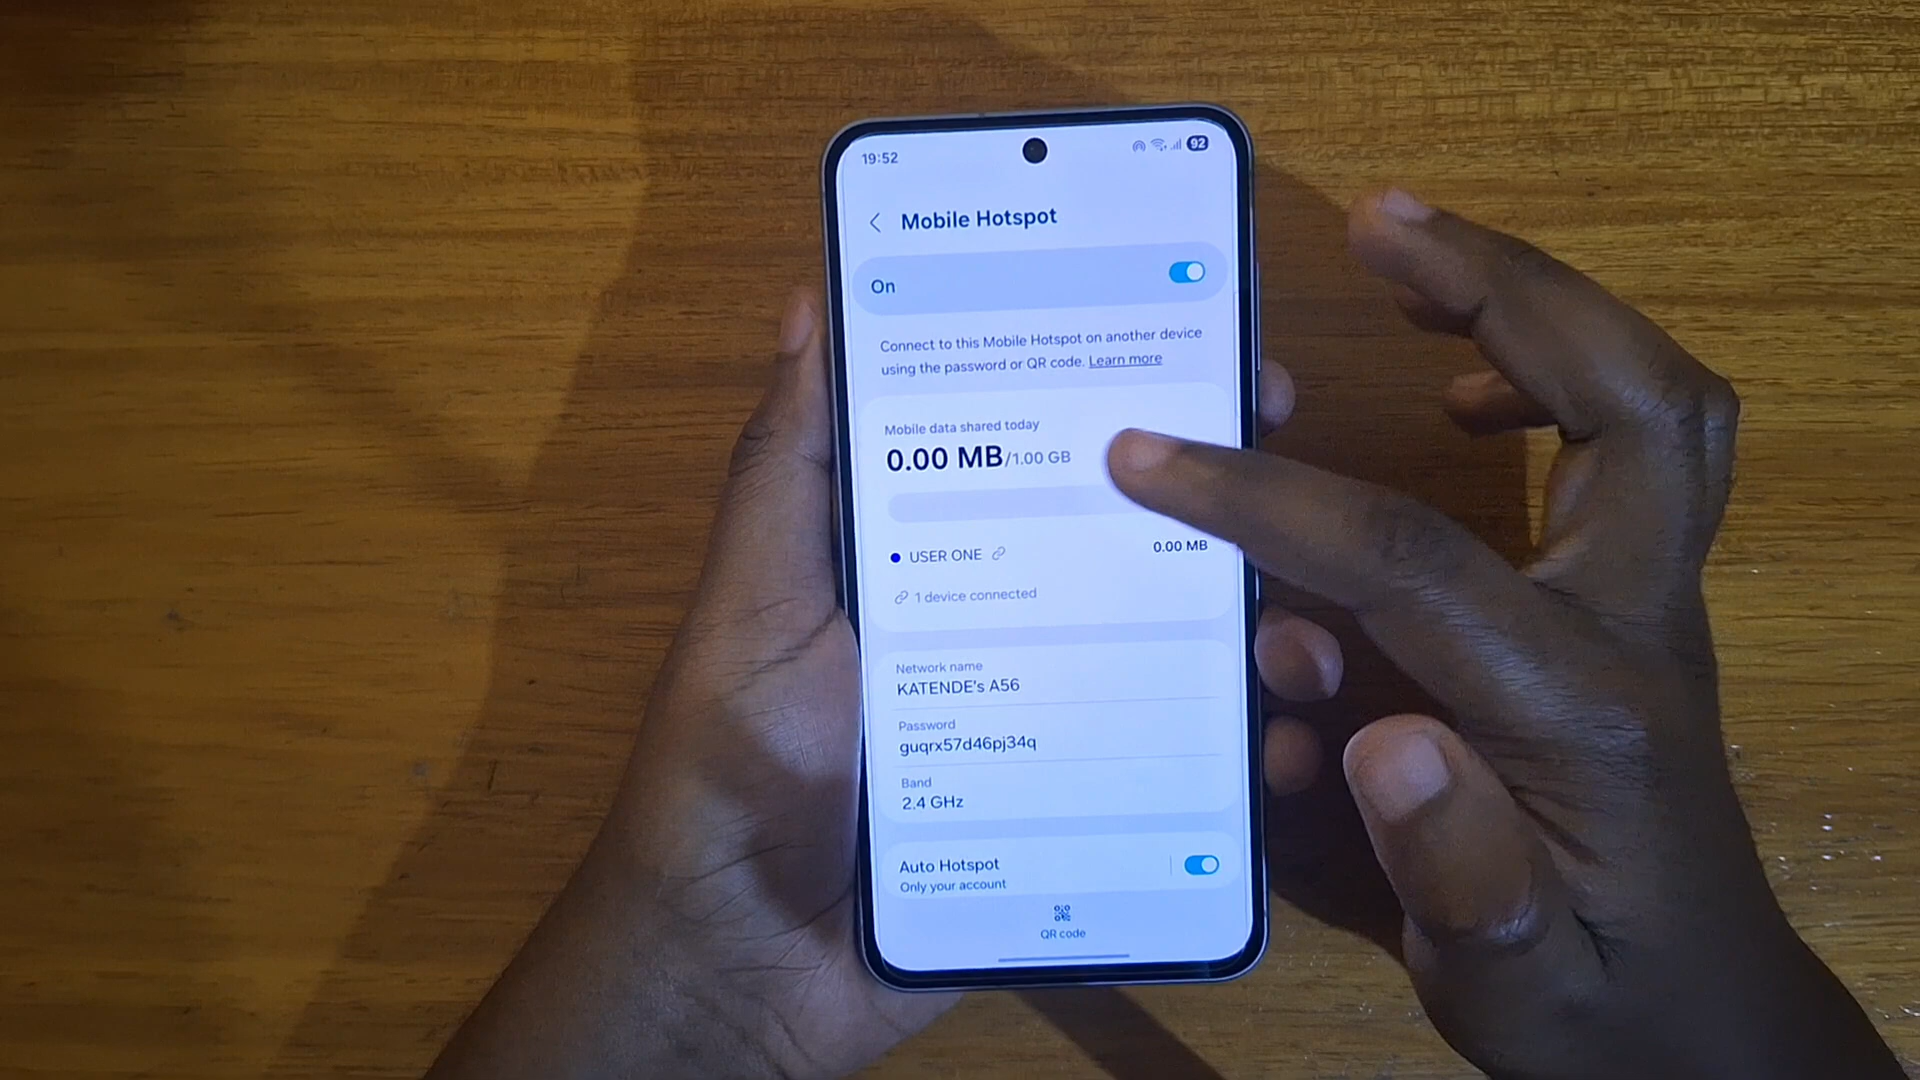 19:52
92
Mobile Hotspot
On
Connect to this Mobile Hotspot on another device
using the password or QR code. Learn more
Mobile data shared today
0.00 MB/1.00 GB
USER ONE 0.00 MB
1 device connected
Network name
KATENDE's A56
Password
guqrx57d46pj34q
Band
2.4 GHz
Auto Hotspot
Only your account
QR code